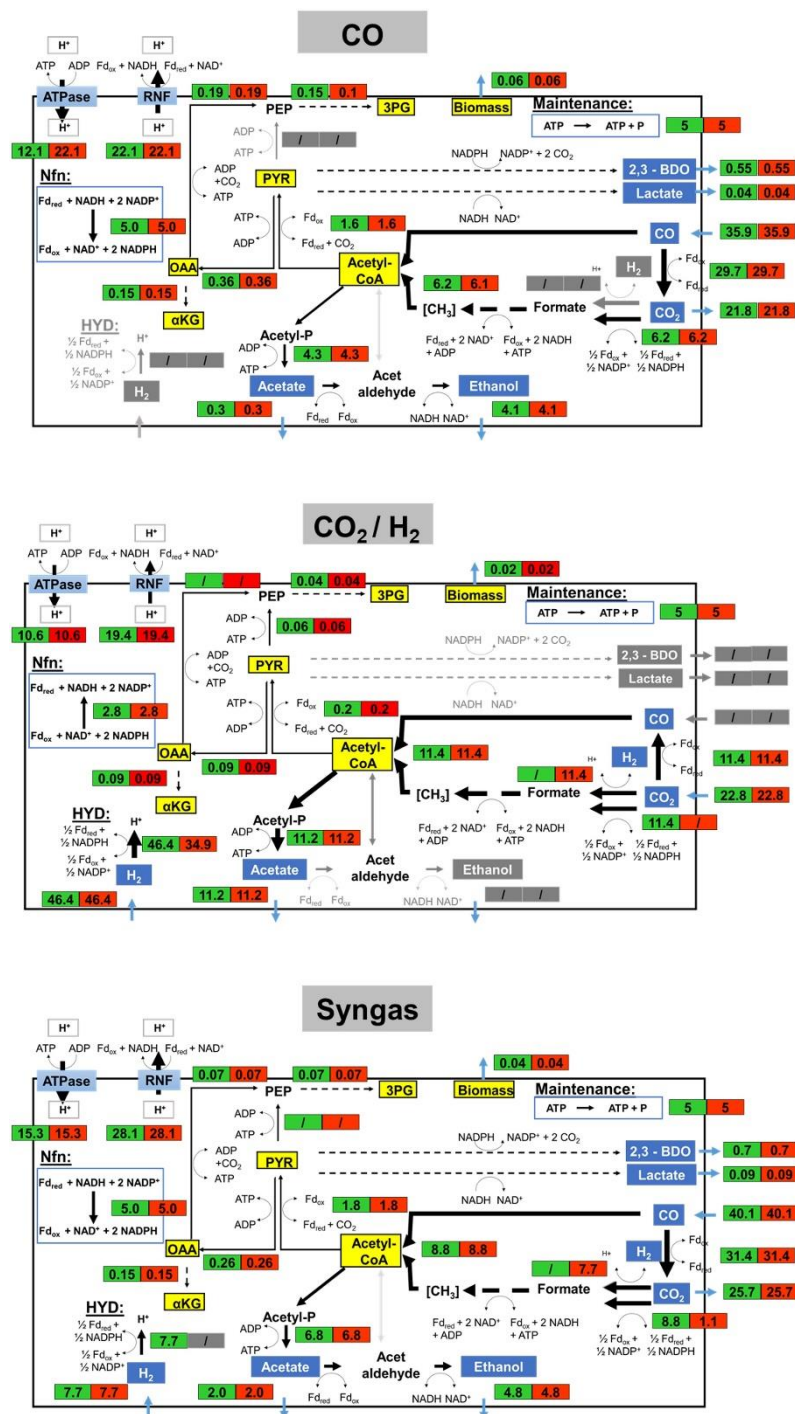 CO
H⁺ H⁺
ATP ADP Fdox + NADH Fdred + NAD⁺
0.19 0.19 0.15 0.1 0.06 0.06
ATPase RNF PEP 3PG Biomass Maintenance:
H⁺ H⁺ ADP ATP ATP → ATP + P 5 5
12.1 22.1 22.1 22.1 ATP / /
NADPH NADP⁺ + 2 CO₂
Nfn: ADP +CO₂ ATP PYR 2,3 - BDO 0.55 0.55
Fdred + NADH + 2 NADP⁺ Lactate 0.04 0.04
5.0 5.0 ATP ADP Fdox Fdred + CO₂ 1.6 1.6 NADH NAD⁺
Fdox + NAD⁺ + 2 NADPH CO 35.9 35.9
OAA 0.36 0.36 Acetyl-CoA 6.2 6.1 / / H⁺ H₂ Fdox Fdred 29.7 29.7
0.15 0.15 [CH₃] Formate CO₂ 21.8 21.8
αKG 6.2 6.2
HYD: H⁺ Acetyl-P Fdred + 2 NAD⁺ + ADP Fdox + 2 NADH + ATP ½ Fdox + ½ NADP⁺ ½ Fdred + ½ NADPH
½ Fdred + ½ NADPH / / ADP ATP 4.3 4.3
½ Fdox + ½ NADP⁺ H₂ Acetate Acet aldehyde Ethanol
0.3 0.3 Fdred Fdox NADH NAD⁺ 4.1 4.1
CO₂ / H₂
H⁺ H⁺
ATP ADP Fdox + NADH Fdred + NAD⁺
/ / 0.04 0.04 0.02 0.02
ATPase RNF PEP 3PG Biomass Maintenance:
H⁺ H⁺ ADP ATP 0.06 0.06 ATP → ATP + P 5 5
10.6 10.6 19.4 19.4
NADPH NADP⁺ + 2 CO₂
Nfn: ADP +CO₂ ATP PYR 2,3 - BDO / /
Fdred + NADH + 2 NADP⁺ Lactate / /
2.8 2.8 ATP ADP Fdox Fdred + CO₂ 0.2 0.2 NADH NAD⁺
Fdox + NAD⁺ + 2 NADPH CO / /
OAA 0.09 0.09 Acetyl-CoA 11.4 11.4 / 11.4 H⁺ H₂ Fdox Fdred 11.4 11.4
0.09 0.09 [CH₃] Formate CO₂ 22.8 22.8
αKG 11.4 /
HYD: H⁺ Acetyl-P Fdred + 2 NAD⁺ + ADP Fdox + 2 NADH + ATP ½ Fdox + ½ NADP⁺ ½ Fdred + ½ NADPH
½ Fdred + ½ NADPH 46.4 34.9 ADP ATP 11.2 11.2
½ Fdox + ½ NADP⁺ H₂ Acetate Acet aldehyde Ethanol
46.4 46.4 11.2 11.2 Fdred Fdox NADH NAD⁺ / /
Syngas
H⁺ H⁺
ATP ADP Fdox + NADH Fdred + NAD⁺
0.07 0.07 0.07 0.07 0.04 0.04
ATPase RNF PEP 3PG Biomass Maintenance:
H⁺ H⁺ ADP ATP / / ATP → ATP + P 5 5
15.3 15.3 28.1 28.1
NADPH NADP⁺ + 2 CO₂
Nfn: ADP +CO₂ ATP PYR 2,3 - BDO 0.7 0.7
Fdred + NADH + 2 NADP⁺ Lactate 0.09 0.09
5.0 5.0 ATP ADP Fdox Fdred + CO₂ 1.8 1.8 NADH NAD⁺
Fdox + NAD⁺ + 2 NADPH CO 40.1 40.1
OAA 0.26 0.26 Acetyl-CoA 8.8 8.8 / 7.7 H⁺ H₂ Fdox Fdred 31.4 31.4
0.15 0.15 [CH₃] Formate CO₂ 25.7 25.7
αKG 8.8 1.1
HYD: H⁺ Acetyl-P Fdred + 2 NAD⁺ + ADP Fdox + 2 NADH + ATP ½ Fdox + ½ NADP⁺ ½ Fdred + ½ NADPH
½ Fdred + ½ NADPH⁺ 7.7 / ADP ATP 6.8 6.8
½ Fdox + ½ NADP⁺ H₂ Acetate Acet aldehyde Ethanol
7.7 7.7 2.0 2.0 Fdred Fdox NADH NAD⁺ 4.8 4.8